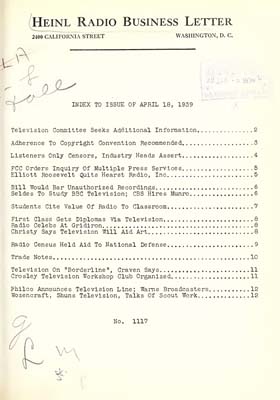 HEINL RADIO BUSINESS LETTER
2400 CALIFORNIA STREET WASHINGTON, D. C.
INDEX TO ISSUE OF APRIL 18, 1939
Television Committee Seeks Additional Information..............2
Adherence To Copyright Convention Recommended..................3
Listeners Only Censors, Industry Heads Assert..................4
FCC Orders Inquiry Of Multiple Press Services..................5
Elliott Roosevelt Quits Hearst Radio, Inc......................5
Bill Would Bar Unauthorized Recordings.........................6
Seldes To Study BBC Television; CBS Hires Munro................6
Students Cite Value Of Radio To Classroom......................7
First Class Gets Diplomas Via Television.......................8
Radio Celebs At Gridiron.......................................8
Christy Says Television Will Aid Art...........................8
Radio Census Held Aid To National Defense......................9
Trade Notes...................................................10
Television On "Borderline", Craven Says.......................11
Crosley Television Workshop Club Organized....................11
Philco Announces Television Line; Warns Broadcasters..........12
Wozencraft, Shuns Television, Talks Of Scout Work.............12
No. 1117